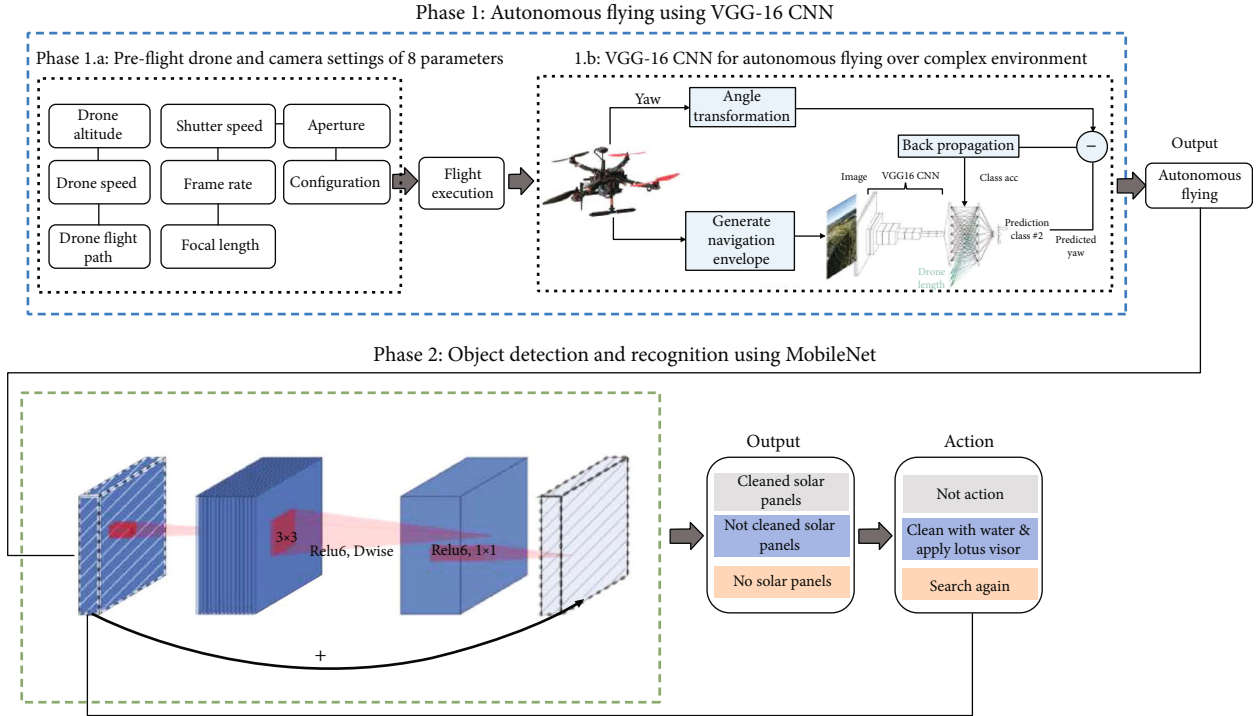 Phase 1: Autonomous flying using VGG-16 CNN
Phase 1.a: Pre-flight drone and camera settings of 8 parameters
Drone
altitude
Shutter speed
Aperture
Drone speed
Frame rate
Configuration
Drone flight
path
Focal length
Flight
execution
1.b: VGG-16 CNN for autonomous flying over complex environment
Yaw
Angle
transformation
Back propagation
−
Class acc
Image
VGG16 CNN
Generate
navigation
envelope
Prediction
class #2
Predicted
yaw
Drone
length
Output
Autonomous
flying
Phase 2: Object detection and recognition using MobileNet
3×3
Relu6, Dwise
Relu6, 1×1
+
Output
Cleaned solar
panels
Not cleaned solar
panels
No solar panels
Action
Not action
Clean with water &
apply lotus visor
Search again